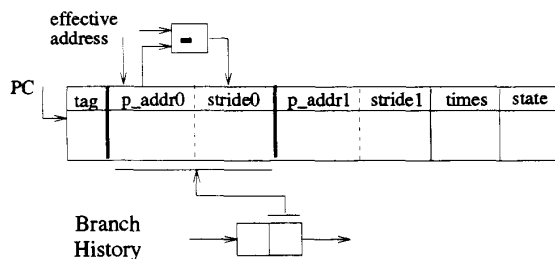 effective
address
-
PC
tag p_addr0 stride0 p_addr1 stride1 times state
Branch
History